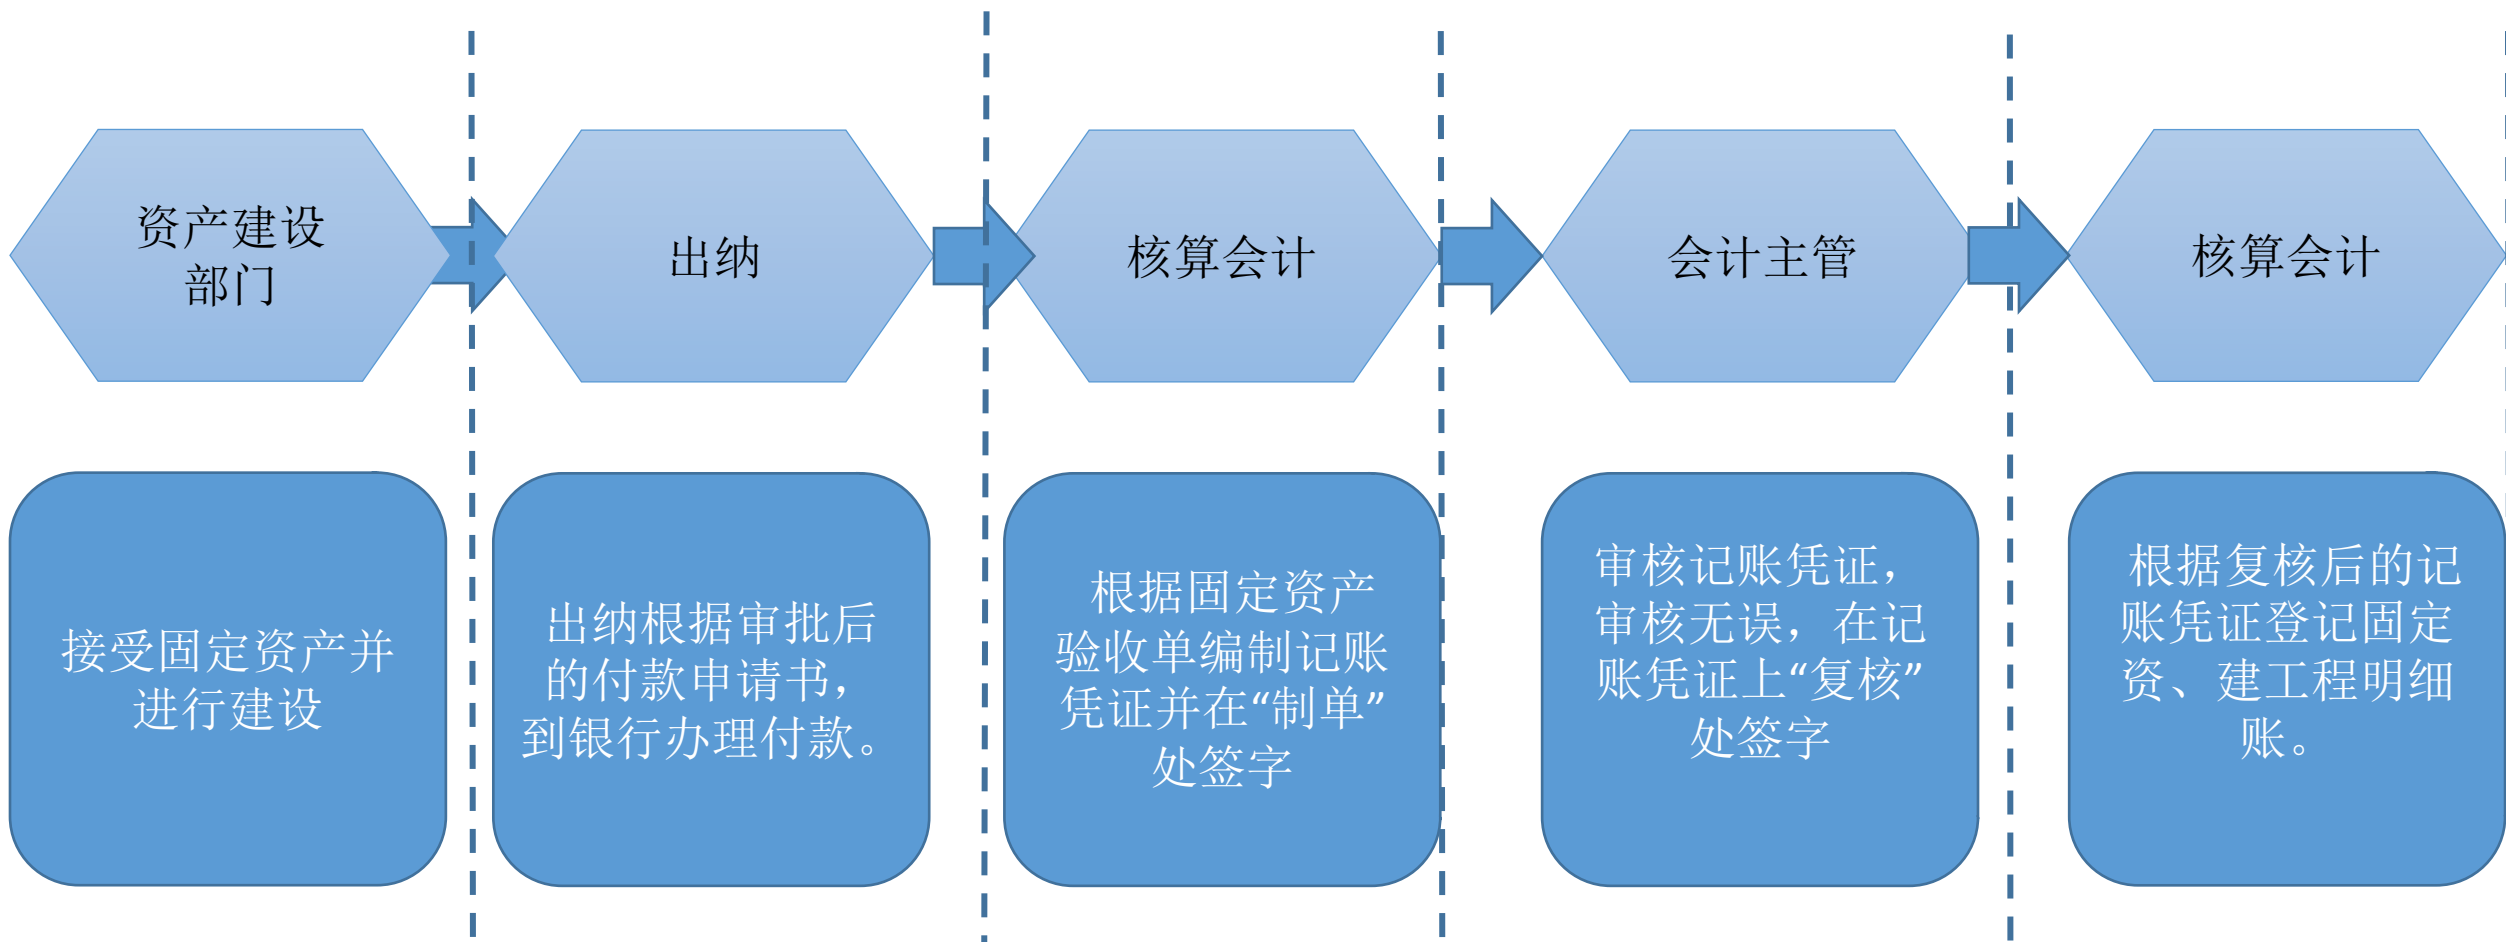 资产建设
部门
出纳
核算会计
会计主管
核算会计
接受固定资产并
进行建设
出纳根据审批后
的付款申请书，
到银行办理付款。
根据固定资产
验收单编制记账
凭证并在“制单”
处签字
审核记账凭证，
审核无误，在记
账凭证上“复核”
处签字
根据复核后的记
账凭证登记固定
资、建工程明细
账。